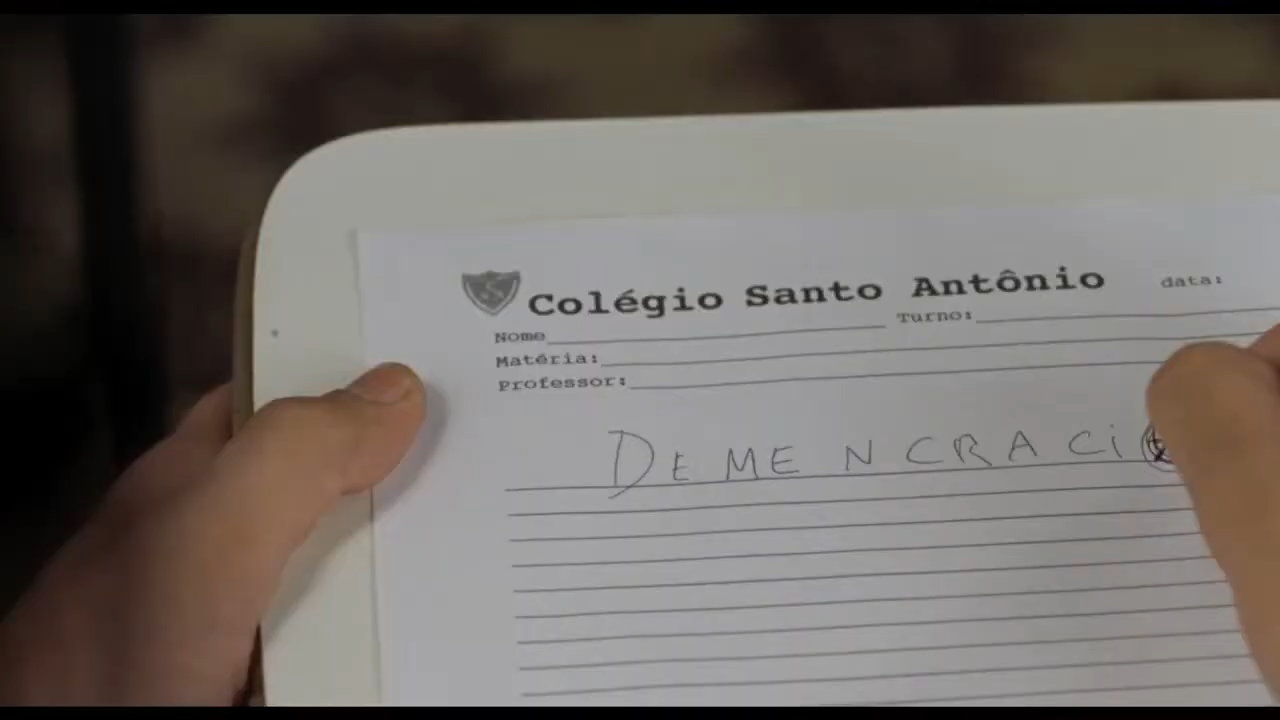 Colégio Santo Antônio data:
Nome Turno:
Matéria:
Professor:
DEMENCRACI